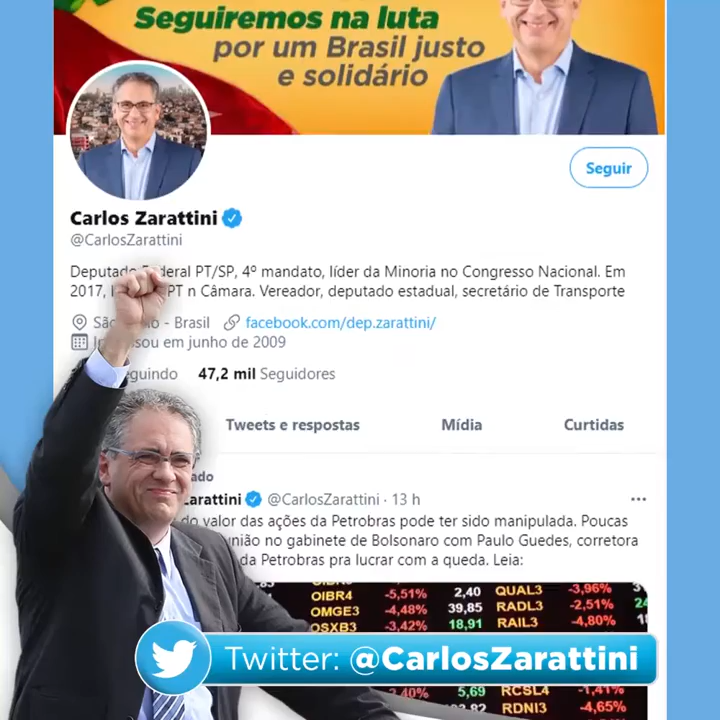 Seguiremos na luta
por um Brasil justo
e solidário
Seguir
Carlos Zarattini
@CarlosZarattini
Deputado Federal PT/SP, 4º mandato, líder da Minoria no Congresso Nacional. Em
2017, PT n Câmara. Vereador, deputado estadual, secretário de Transporte
São - Brasil facebook.com/dep.zarattini/
em junho de 2009
47,2 mil Seguidores
Tweets e respostas Mídia Curtidas
Zarattini @CarlosZarattini · 13 h
do valor das ações da Petrobras pode ter sido manipulada. Poucas
no gabinete de Bolsonaro com Paulo Guedes, corretora
da Petrobras pra lucrar com a queda. Leia:
QUAL3 -3,96%
OIBR4 -5,51% 2,40 RADL3 -2,51%
OMGE3 -4,48% 39,85 RAIL3 -4,80%
OSXB3 -3,42% 18,91
Twitter: @CarlosZarattini
5,69 RCSL4 -1,41%
RDNI3 -4,65%